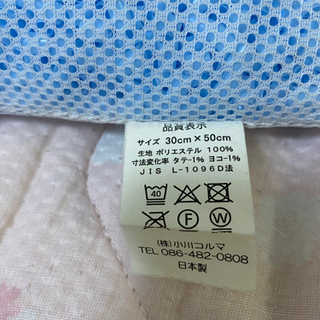 品質表示
サイズ 30cm×50cm
生地 ポリエステル 100%
寸法変化率 タテ-1% ヨコ-1%
JIS L-1096D法
40
F W
(株)小川コルマ
TEL 086-482-0808
日本製